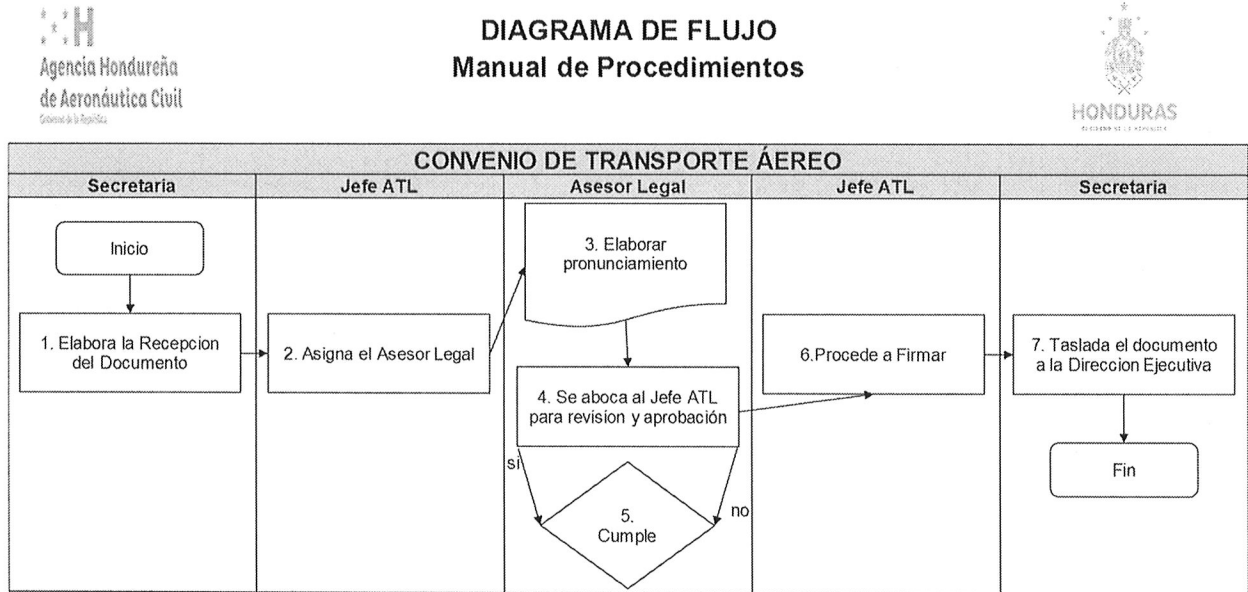 DIAGRAMA DE FLUJO
Manual de Procedimientos
Agencia Hondureña
de Aeronáutica Civil
HONDURAS
CONVENIO DE TRANSPORTE ÁEREO
Secretaria
Jefe ATL
Asesor Legal
Jefe ATL
Secretaria
Inicio
1. Elabora la Recepcion
del Documento
2. Asigna el Asesor Legal
3. Elaborar
pronunciamiento
4. Se aboca al Jefe ATL
para revision y aprobación
sí
no
5.
Cumple
6.Procede a Firmar
7. Taslada el documento
a la Direccion Ejecutiva
Fin